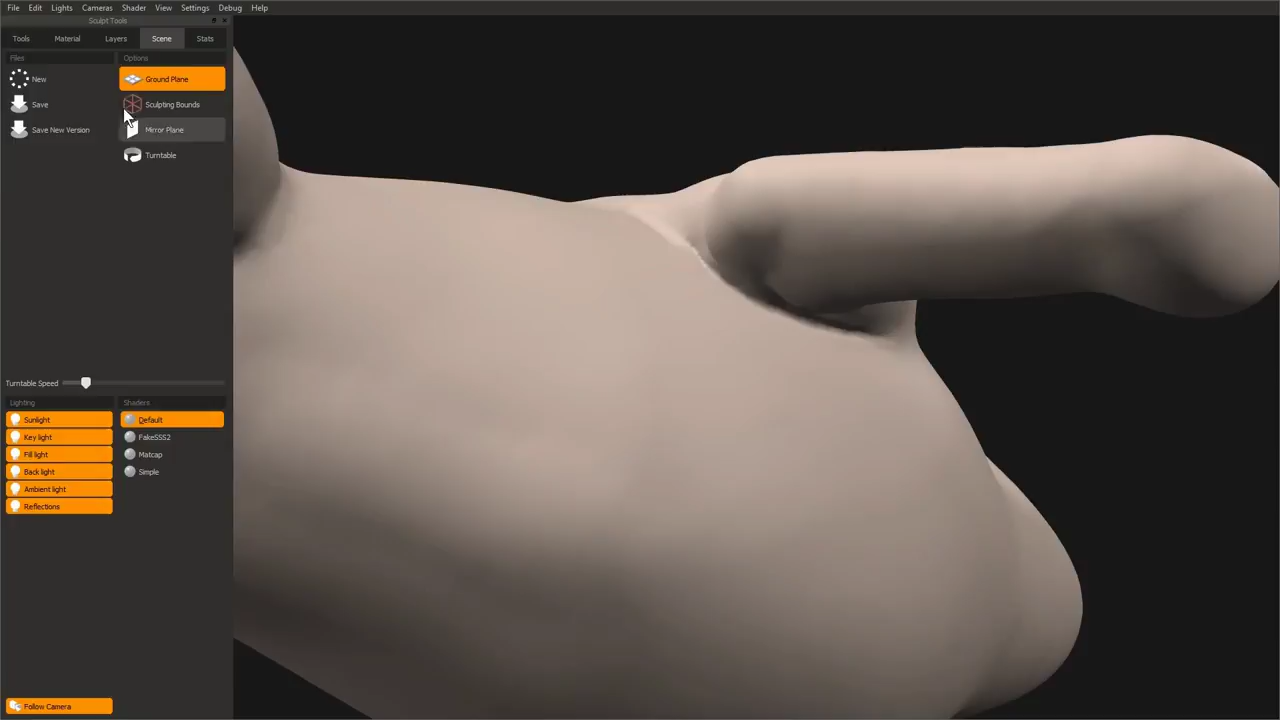 File Edit Lights Cameras Shader View Settings Debug Help
Sculpt Tools
Tools Material Layers Scene Stats
Files Options
New Ground Plane
Save Sculpting Bounds
Save New Version Mirror Plane
Turntable
Turntable Speed
Lighting Shaders
Sunlight Default
Key light FakeSSS2
Fill light Matcap
Back light Simple
Ambient light
Reflections
Follow Camera